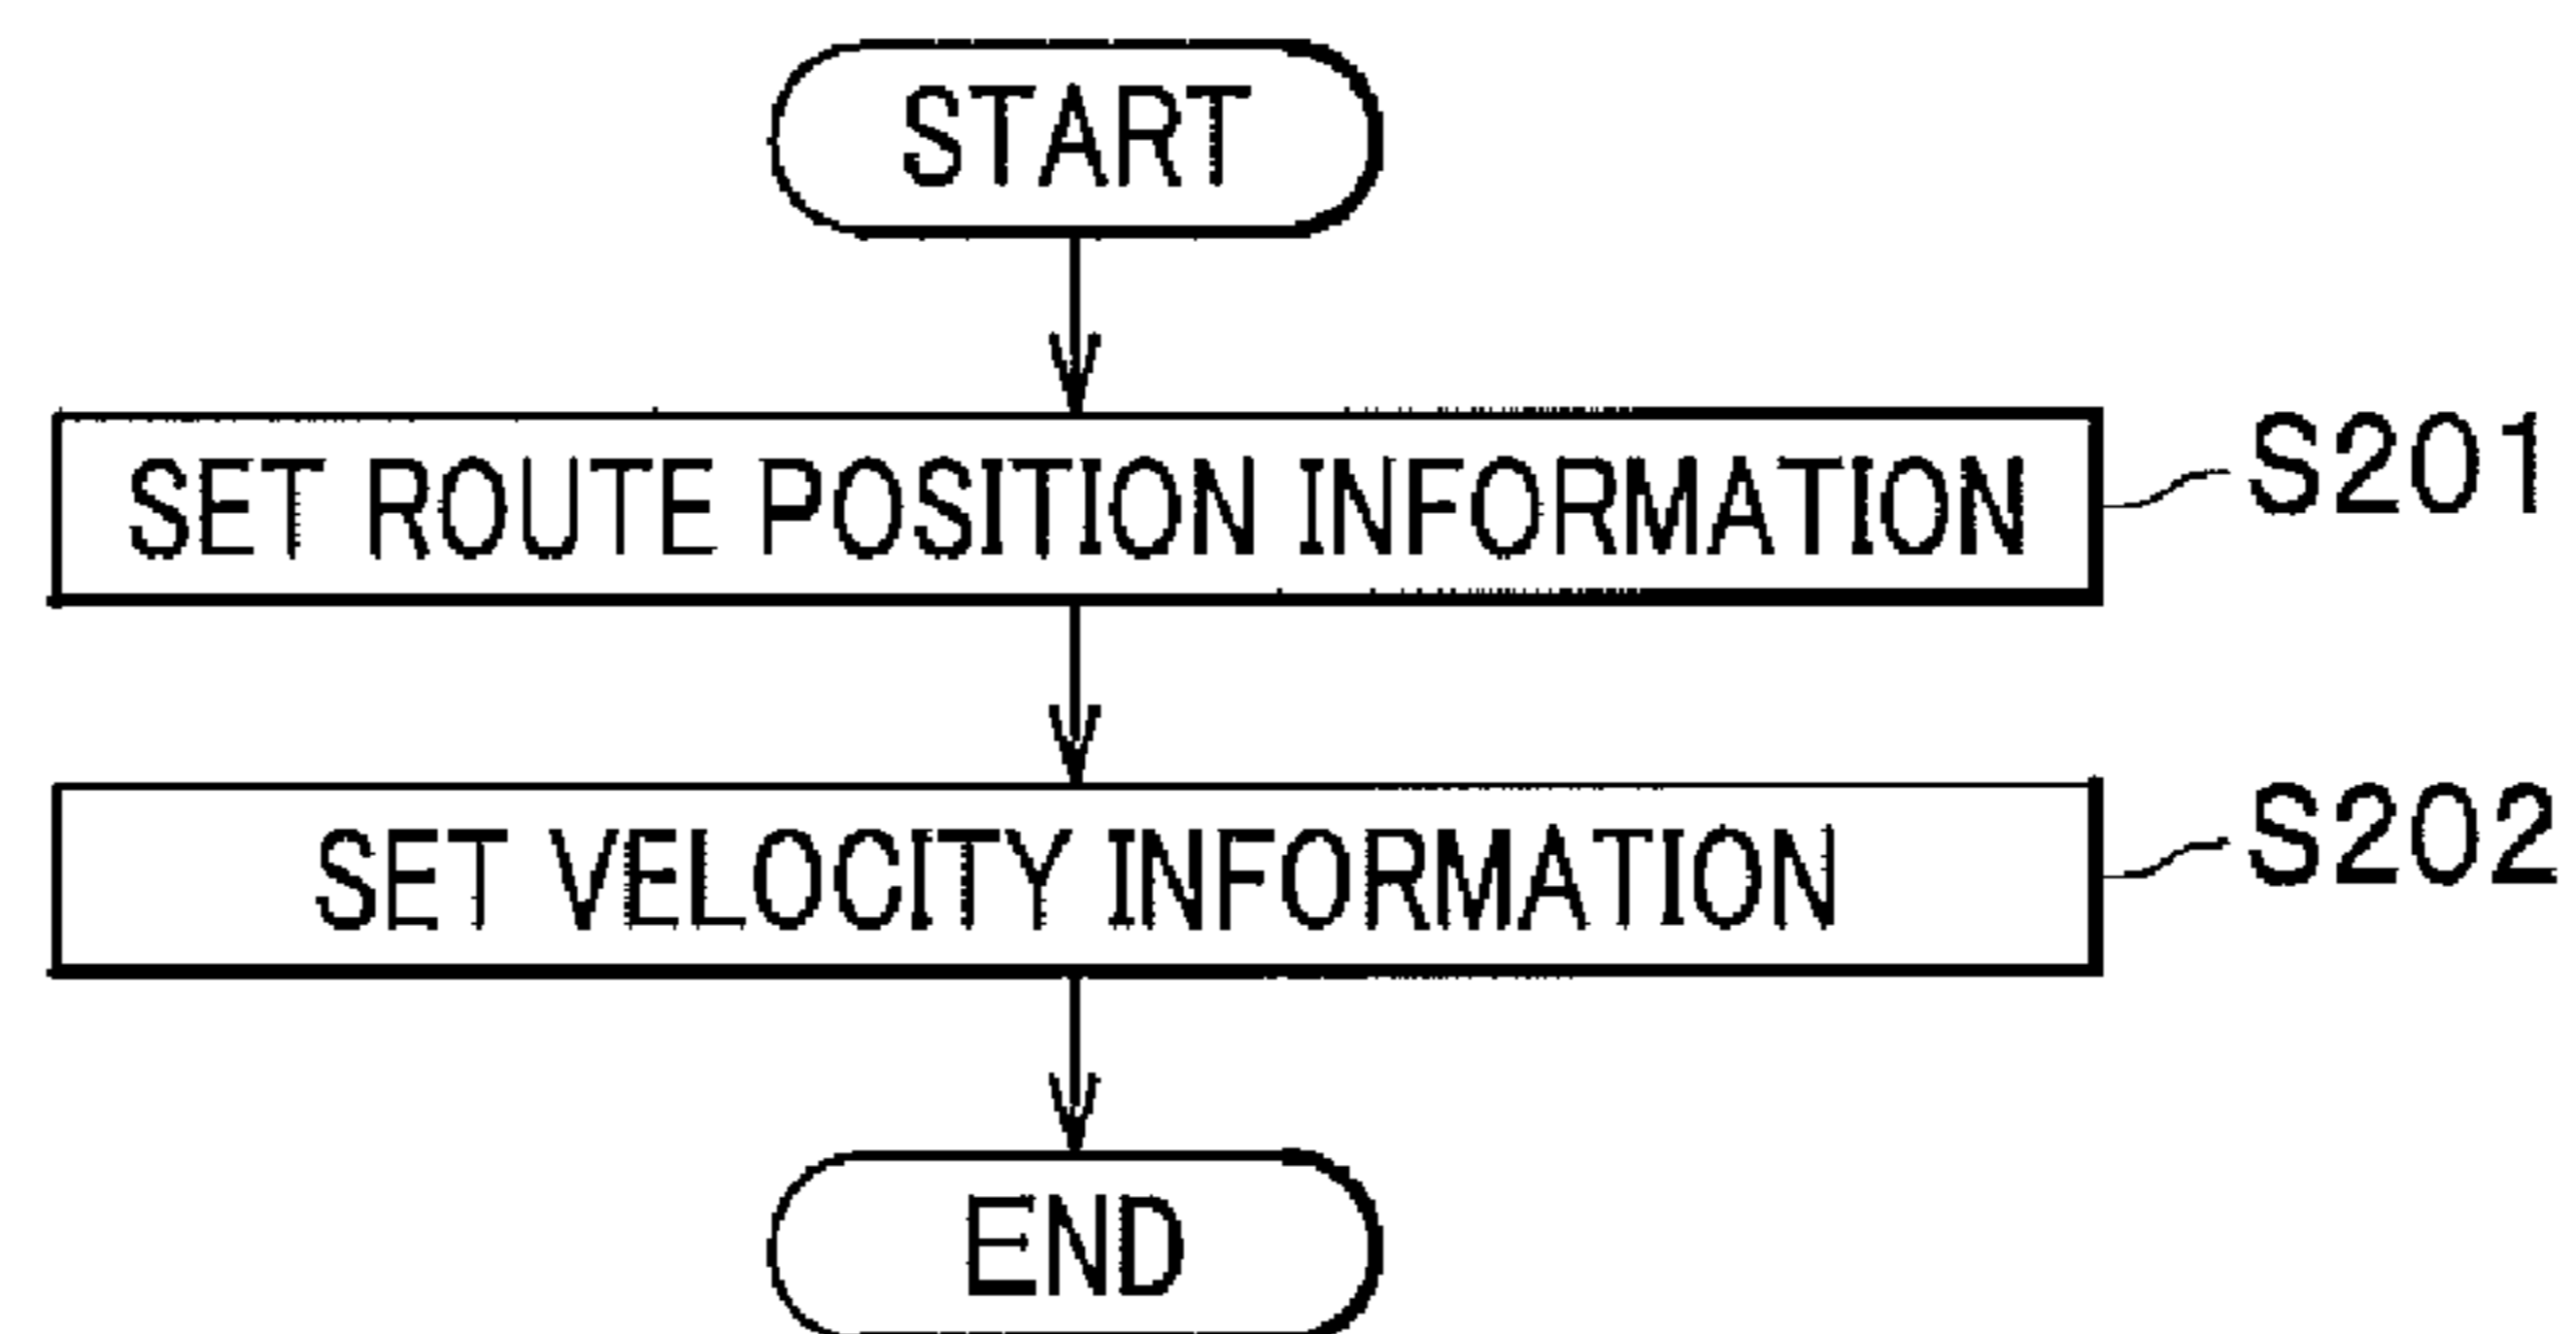 START
SET ROUTE POSITION INFORMATION
S201
SET VELOCITY INFORMATION
S202
END